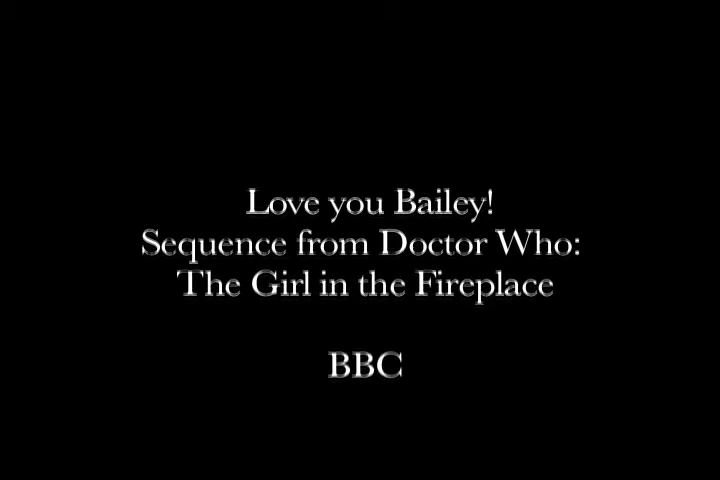 Love you Bailey!
Sequence from Doctor Who:
The Girl in the Fireplace
BBC